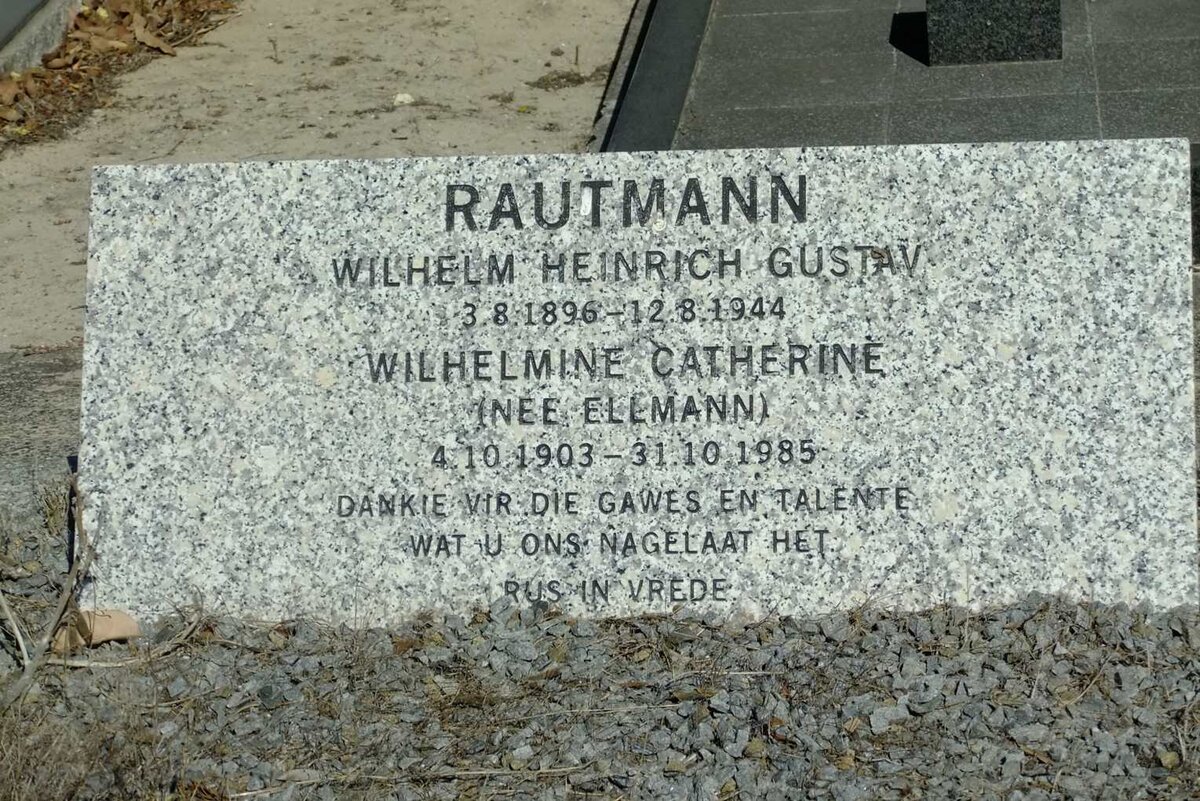 RAUTMANN
WILHELM HEINRICH GUSTAV
3.8.1896 – 12.8.1944
WILHELMINE CATHERINE
(NEE ELLMANN)
4.10.1903 – 31.10.1985
DANKIE VIR DIE GAWES EN TALENTE
WAT U ONS NAGELAAT HET.
RUS IN VREDE